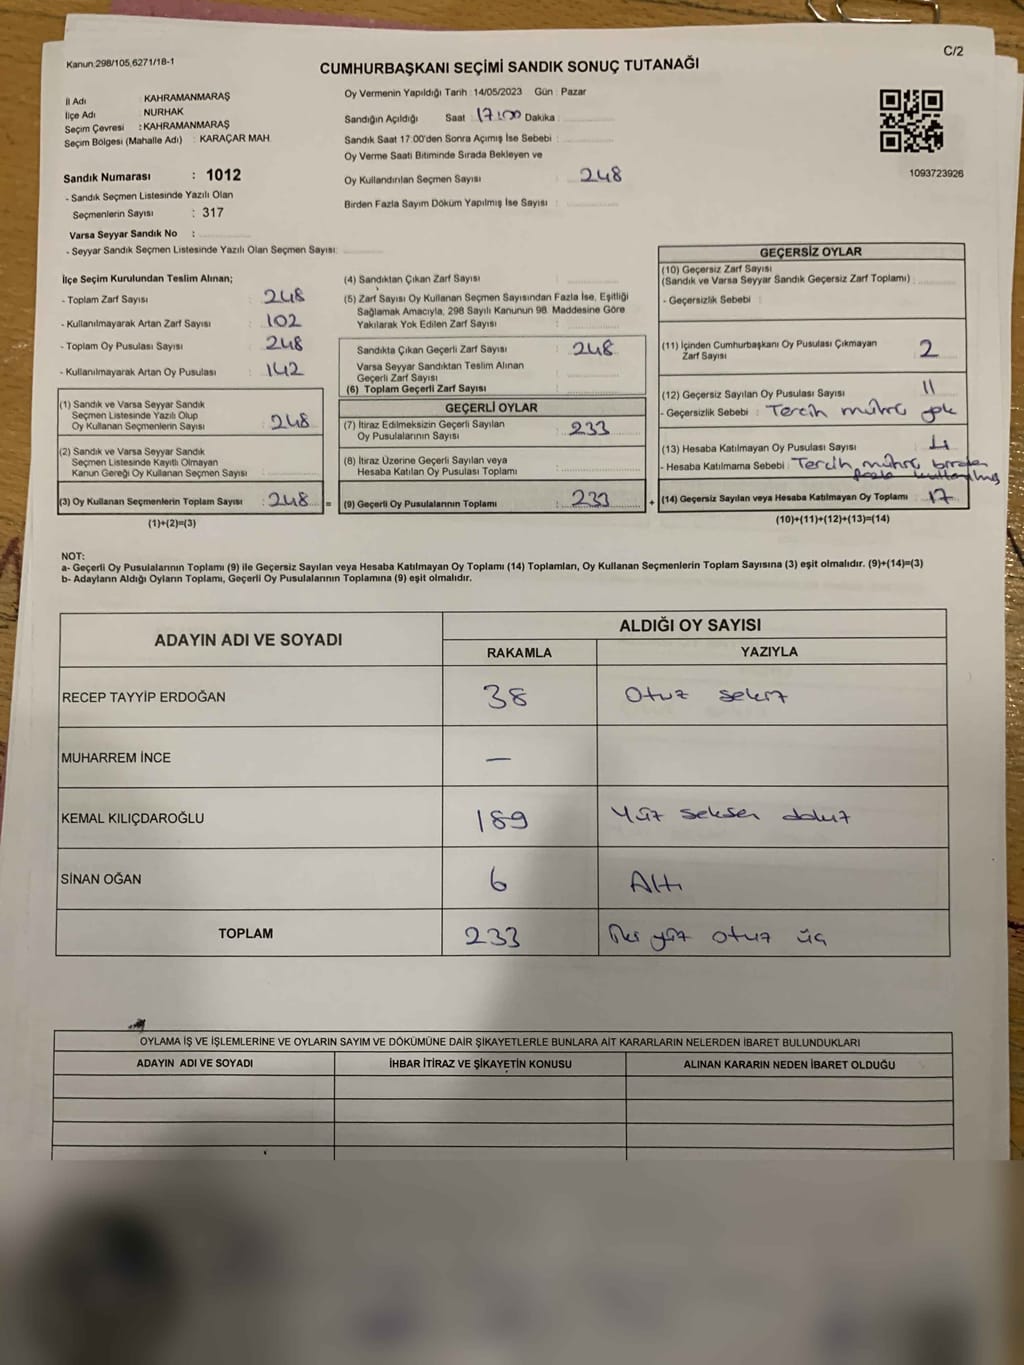 C/2
Kanun 298/105,6271/18-1
CUMHURBAŞKANI SEÇİMİ SANDIK SONUÇ TUTANAĞI
İl Adı : KAHRAMANMARAŞ
İlçe Adı : NURHAK
Seçim Çevresi : KAHRAMANMARAŞ
Seçim Bölgesi (Mahalle Adı) : KARAÇAR MAH.
Sandık Numarası : 1012
- Sandık Seçmen Listesinde Yazılı Olan
Seçmenlerin Sayısı : 317
Varsa Seyyar Sandık No :
- Seyyar Sandık Seçmen Listesinde Yazılı Olan Seçmen Sayısı:
Oy Vermenin Yapıldığı Tarih : 14/05/2023 Gün : Pazar
Sandığın Açıldığı Saat : 17:00 Dakika :
Sandık Saat 17:00'den Sonra Açımış İse Sebebi :
Oy Verme Saati Bitiminde Sırada Bekleyen ve
Oy Kullandırılan Seçmen Sayısı : 248
Birden Fazla Sayım Döküm Yapılmış İse Sayısı :
1093723926
İlçe Seçim Kurulundan Teslim Alınan;
- Toplam Zarf Sayısı : 248
- Kullanılmayarak Artan Zarf Sayısı : 102
- Toplam Oy Pusulası Sayısı : 248
- Kullanılmayarak Artan Oy Pusulası : 142
(1) Sandık ve Varsa Seyyar Sandık
Seçmen Listesinde Yazılı Olup
Oy Kullanan Seçmenlerin Sayısı : 248
(2) Sandık ve Varsa Seyyar Sandık
Seçmen Listesinde Kayıtlı Olmayan
Kanun Gereği Oy Kullanan Seçmen Sayısı
(3) Oy Kullanan Seçmenlerin Toplam Sayısı : 248 =
(1)+(2)=(3)
(4) Sandıktan Çıkan Zarf Sayısı :
(5) Zarf Sayısı Oy Kullanan Seçmen Sayısından Fazla İse, Eşitliği
Sağlamak Amacıyla, 298 Sayılı Kanunun 98. Maddesine Göre
Yakılarak Yok Edilen Zarf Sayısı :
Sandıkta Çıkan Geçerli Zarf Sayısı : 248
Varsa Seyyar Sandıktan Teslim Alınan
Geçerli Zarf Sayısı
(6) Toplam Geçerli Zarf Sayısı :
GEÇERLİ OYLAR
(7) İtiraz Edilmeksizin Geçerli Sayılan
Oy Pusulalarının Sayısı : 233
(8) İtiraz Üzerine Geçerli Sayılan veya
Hesaba Katılan Oy Pusulası Toplamı :
(9) Geçerli Oy Pusulalarının Toplamı : 233 +
GEÇERSİZ OYLAR
(10) Geçersiz Zarf Sayısı
(Sandık ve Varsa Seyyar Sandık Geçersiz Zarf Toplamı) :
- Geçersizlik Sebebi :
(11) İçinden Cumhurbaşkanı Oy Pusulası Çıkmayan
Zarf Sayısı : 2
(12) Geçersiz Sayılan Oy Pusulası Sayısı : 11
- Geçersizlik Sebebi : Tercih mührü yok
(13) Hesaba Katılmayan Oy Pusulası Sayısı : 4
- Hesaba Katılmama Sebebi : Tercih mührü birden
fazla kullanılmış
(14) Geçersiz Sayılan veya Hesaba Katılmayan Oy Toplamı : 17
(10)+(11)+(12)+(13)=(14)
NOT:
a- Geçerli Oy Pusulalarının Toplamı (9) ile Geçersiz Sayılan veya Hesaba Katılmayan Oy Toplamı (14) Toplamları, Oy Kullanan Seçmenlerin Toplam Sayısına (3) eşit olmalıdır. (9)+(14)=(3)
b- Adayların Aldığı Oyların Toplamı, Geçerli Oy Pusulalarının Toplamına (9) eşit olmalıdır.
ADAYIN ADI VE SOYADI
ALDIĞI OY SAYISI
RAKAMLA YAZIYLA
RECEP TAYYİP ERDOĞAN 38 Otuz sekiz
MUHARREM İNCE —
KEMAL KILIÇDAROĞLU 189 Yüz seksen dokuz
SİNAN OĞAN 6 Altı
TOPLAM 233 İki yüz otuz üç
OYLAMA İŞ VE İŞLEMLERİNE VE OYLARIN SAYIM VE DÖKÜMÜNE DAİR ŞİKAYETLERLE BUNLARA AİT KARARLARIN NELERDEN İBARET BULUNDUKLARI
ADAYIN ADI VE SOYADI İHBAR İTİRAZ VE ŞİKAYETİN KONUSU ALINAN KARARIN NEDEN İBARET OLDUĞU